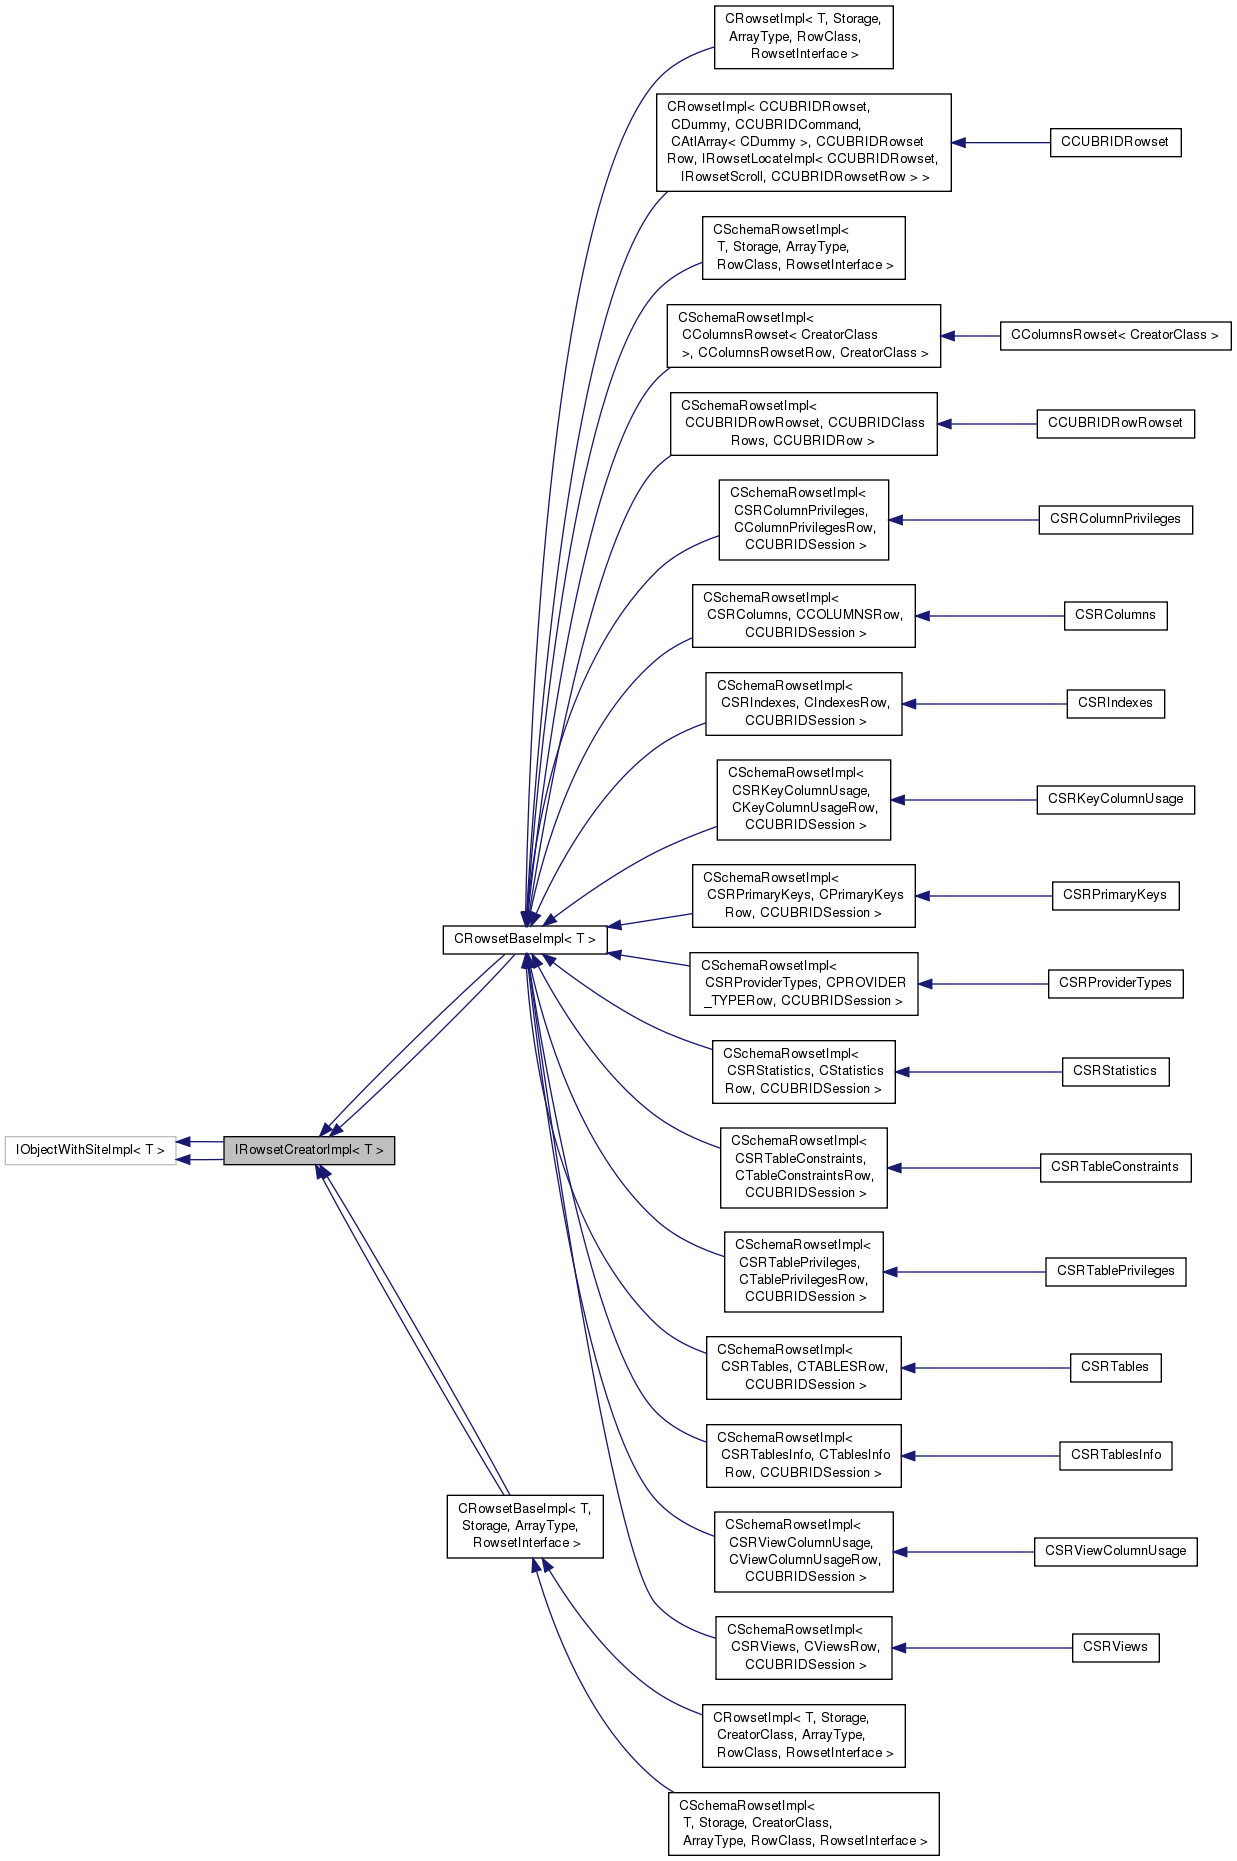 CRowsetImpl< T, Storage,
ArrayType, RowClass,
RowsetInterface >
CRowsetImpl< CCUBRIDRowset,
CDummy, CCUBRIDCommand,
CAtlArray< CDummy >, CCUBRIDRowset
Row, IRowsetLocateImpl< CCUBRIDRowset,
IRowsetScroll, CCUBRIDRowsetRow > >
CCUBRIDRowset
CSchemaRowsetImpl<
T, Storage, ArrayType,
RowClass, RowsetInterface >
CSchemaRowsetImpl<
CColumnsRowset< CreatorClass
>, CColumnsRowsetRow, CreatorClass >
CColumnsRowset< CreatorClass >
CSchemaRowsetImpl<
CCUBRIDRowRowset, CCUBRIDClass
Rows, CCUBRIDRow >
CCUBRIDRowRowset
CSchemaRowsetImpl<
CSRColumnPrivileges,
CColumnPrivilegesRow,
CCUBRIDSession >
CSRColumnPrivileges
CSchemaRowsetImpl<
CSRColumns, CCOLUMNSRow,
CCUBRIDSession >
CSRColumns
CSchemaRowsetImpl<
CSRIndexes, CIndexesRow,
CCUBRIDSession >
CSRIndexes
CSchemaRowsetImpl<
CSRKeyColumnUsage,
CKeyColumnUsageRow,
CCUBRIDSession >
CSRKeyColumnUsage
CSchemaRowsetImpl<
CSRPrimaryKeys, CPrimaryKeys
Row, CCUBRIDSession >
CSRPrimaryKeys
CRowsetBaseImpl< T >
CSchemaRowsetImpl<
CSRProviderTypes, CPROVIDER
_TYPERow, CCUBRIDSession >
CSRProviderTypes
CSchemaRowsetImpl<
CSRStatistics, CStatistics
Row, CCUBRIDSession >
CSRStatistics
IObjectWithSiteImpl< T >
IRowsetCreatorImpl< T >
CSchemaRowsetImpl<
CSRTableConstraints,
CTableConstraintsRow,
CCUBRIDSession >
CSRTableConstraints
CSchemaRowsetImpl<
CSRTablePrivileges,
CTablePrivilegesRow,
CCUBRIDSession >
CSRTablePrivileges
CSchemaRowsetImpl<
CSRTables, CTABLESRow,
CCUBRIDSession >
CSRTables
CSchemaRowsetImpl<
CSRTablesInfo, CTablesInfo
Row, CCUBRIDSession >
CSRTablesInfo
CRowsetBaseImpl< T,
Storage, ArrayType,
RowsetInterface >
CSchemaRowsetImpl<
CSRViewColumnUsage,
CViewColumnUsageRow,
CCUBRIDSession >
CSRViewColumnUsage
CSchemaRowsetImpl<
CSRViews, CViewsRow,
CCUBRIDSession >
CSRViews
CRowsetImpl< T, Storage,
CreatorClass, ArrayType,
RowClass, RowsetInterface >
CSchemaRowsetImpl<
T, Storage, CreatorClass,
ArrayType, RowClass, RowsetInterface >